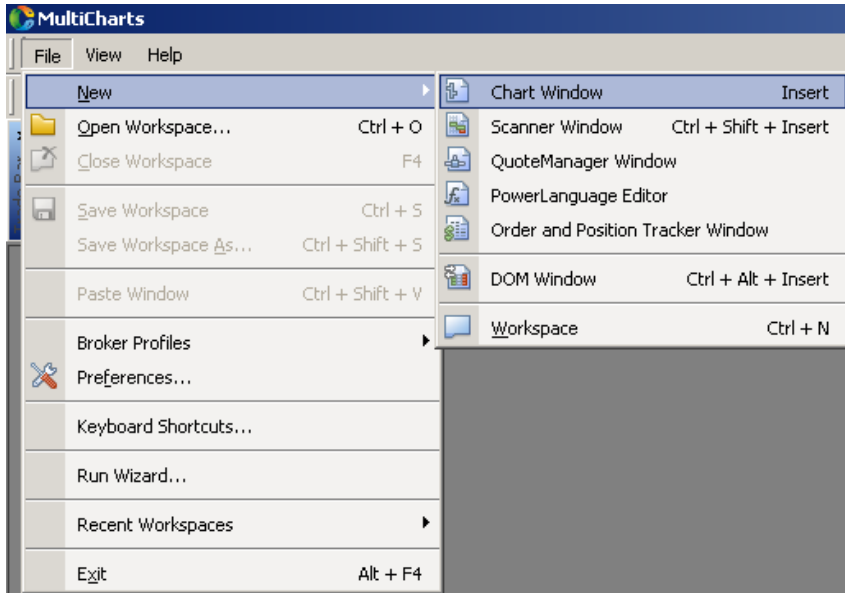 MultiCharts
File View Help
New
Open Workspace... Ctrl + O
Close Workspace F4
Save Workspace Ctrl + S
Save Workspace As... Ctrl + Shift + S
Paste Window Ctrl + Shift + V
Broker Profiles
Preferences...
Keyboard Shortcuts...
Run Wizard...
Recent Workspaces
Exit Alt + F4
Chart Window Insert
Scanner Window Ctrl + Shift + Insert
QuoteManager Window
PowerLanguage Editor
Order and Position Tracker Window
DOM Window Ctrl + Alt + Insert
Workspace Ctrl + N